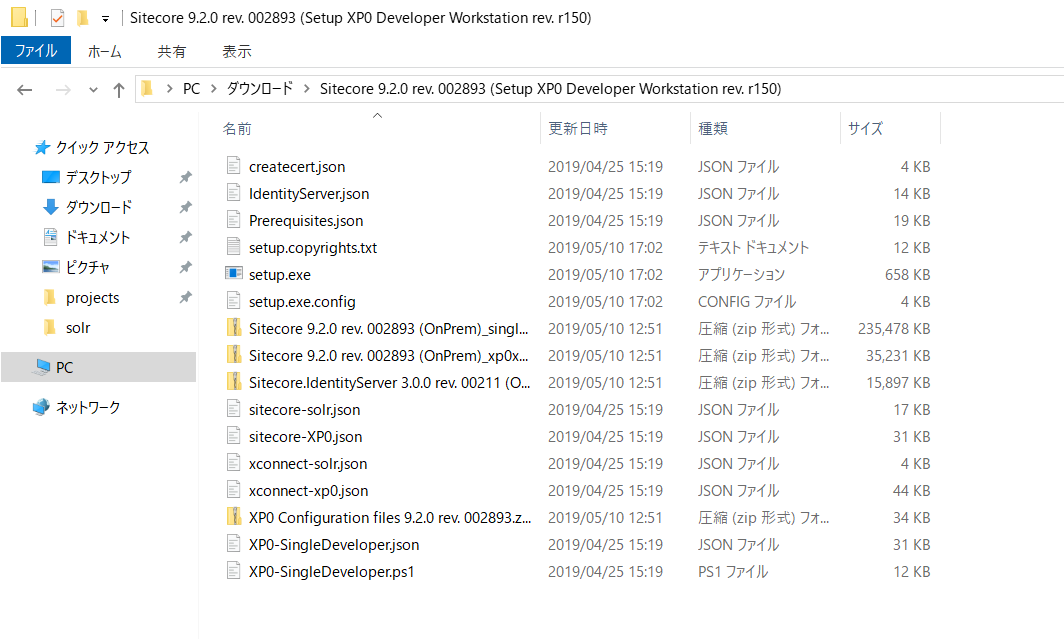 Sitecore 9.2.0 rev. 002893 (Setup XP0 Developer Workstation rev. r150)
ファイル ホーム 共有 表示
PC ダウンロード Sitecore 9.2.0 rev. 002893 (Setup XP0 Developer Workstation rev. r150)
クイック アクセス
デスクトップ
ダウンロード
ドキュメント
ピクチャ
projects
solr
PC
ネットワーク
名前 更新日時 種類 サイズ
createcert.json 2019/04/25 15:19 JSON ファイル 4 KB
IdentityServer.json 2019/04/25 15:19 JSON ファイル 14 KB
Prerequisites.json 2019/04/25 15:19 JSON ファイル 19 KB
setup.copyrights.txt 2019/05/10 17:02 テキスト ドキュメント 12 KB
setup.exe 2019/05/10 17:02 アプリケーション 658 KB
setup.exe.config 2019/05/10 17:02 CONFIG ファイル 4 KB
Sitecore 9.2.0 rev. 002893 (OnPrem)_singl... 2019/05/10 12:51 圧縮 (zip 形式) フォ... 235,478 KB
Sitecore 9.2.0 rev. 002893 (OnPrem)_xp0x... 2019/05/10 12:51 圧縮 (zip 形式) フォ... 35,231 KB
Sitecore.IdentityServer 3.0.0 rev. 00211 (O... 2019/05/10 12:51 圧縮 (zip 形式) フォ... 15,897 KB
sitecore-solr.json 2019/04/25 15:19 JSON ファイル 17 KB
sitecore-XP0.json 2019/04/25 15:19 JSON ファイル 31 KB
xconnect-solr.json 2019/04/25 15:19 JSON ファイル 4 KB
xconnect-xp0.json 2019/04/25 15:19 JSON ファイル 44 KB
XP0 Configuration files 9.2.0 rev. 002893.z... 2019/05/10 12:51 圧縮 (zip 形式) フォ... 34 KB
XP0-SingleDeveloper.json 2019/04/25 15:19 JSON ファイル 31 KB
XP0-SingleDeveloper.ps1 2019/04/25 15:19 PS1 ファイル 12 KB